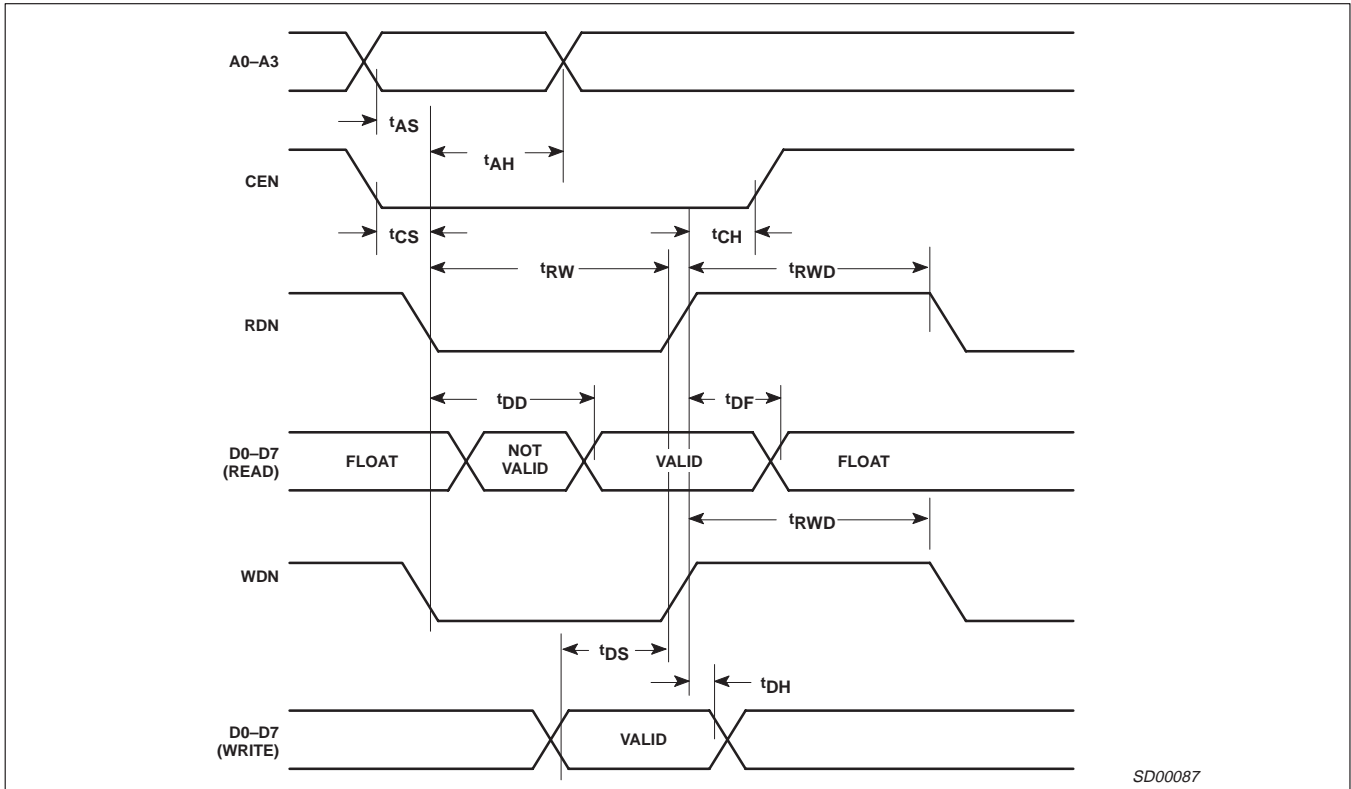 A0–A3
tAS
tAH
CEN
tCS
tCH
tRW
tRWD
RDN
tDD
tDF
D0–D7
(READ)
FLOAT
NOT
VALID
VALID
FLOAT
tRWD
WDN
tDS
tDH
D0–D7
(WRITE)
VALID
SD00087